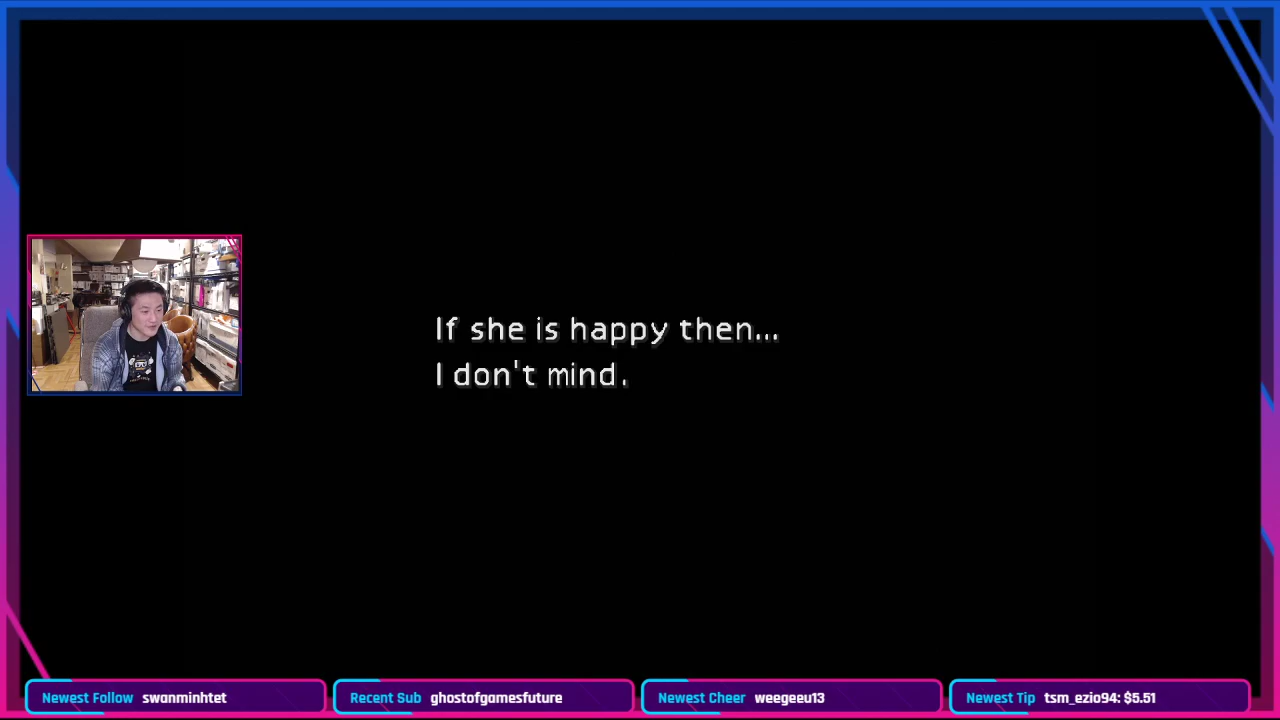 If she is happy then...
I don't mind.
Newest Follow swanminhtet
Recent Sub ghostofgamesfuture
Newest Cheer weegeeu13
Newest Tip tsm_ezio94: $5.51